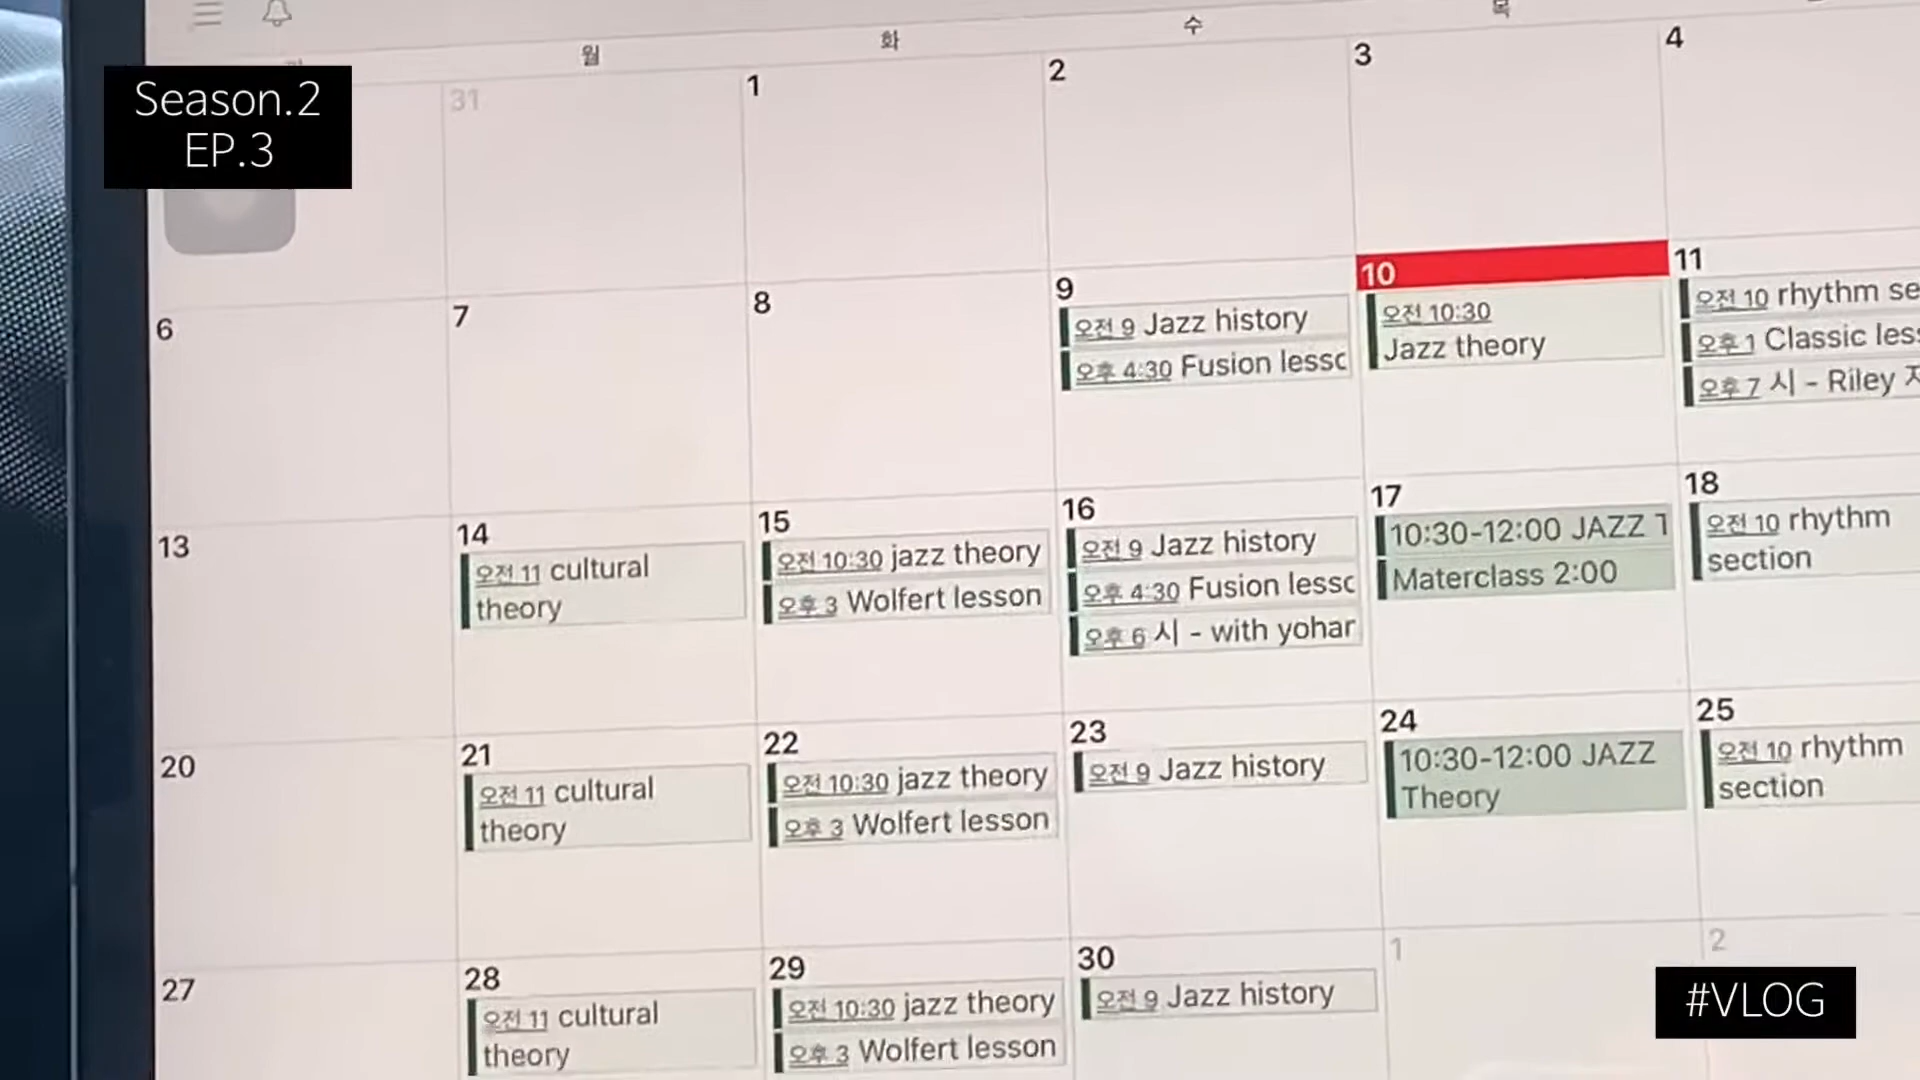 Season.2
EP.3
월
화
수
목
31
1
2
3
4
6
7
8
9
오전 9 Jazz history
오후 4:30 Fusion
10
오전 10:30
Jazz theory
11
오전 10 rhythm
오후 1 Classic
오후 7 시 - Riley
13
14
오전 11 cultural
theory
15
오전 10:30 jazz theory
오후 3 Wolfert lesson
16
오전 9 Jazz history
오후 4:30 Fusion
오후 6 시 - with
17
10:30-12:00 JAZZ T
Materclass 2:00
18
오전 10 rhythm
section
20
21
오전 11 cultural
theory
22
오전 10:30 jazz theory
오후 3 Wolfert lesson
23
오전 9 Jazz history
24
10:30-12:00 JAZZ
Theory
25
오전 10 rhythm
section
27
28
오전 11 cultural
theory
29
오전 10:30 jazz theory
오후 3 Wolfert lesson
30
오전 9 Jazz history
1
2
#VLOG